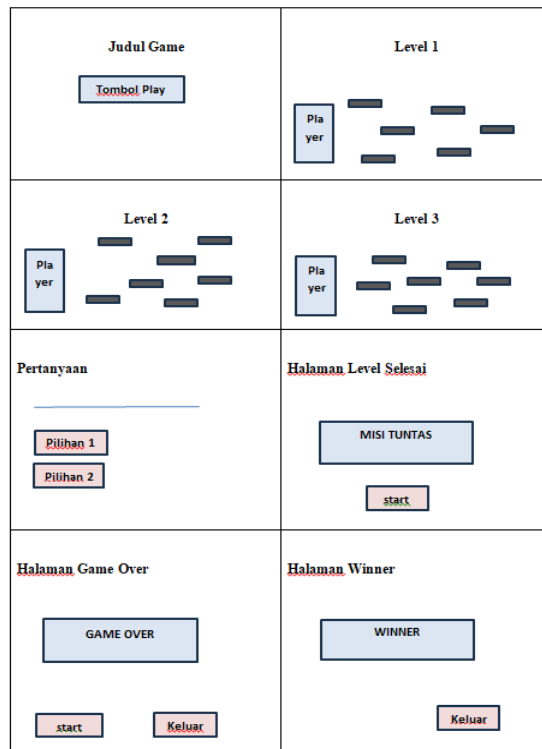 Judul Game
Tombol Play
Level 1
Pla
yer
Level 2
Pla
yer
Level 3
Pla
yer
Pertanyaan
Pilihan 1
Pilihan 2
Halaman Level Selesai
MISI TUNTAS
start
Halaman Game Over
GAME OVER
start
Keluar
Halaman Winner
WINNER
Keluar